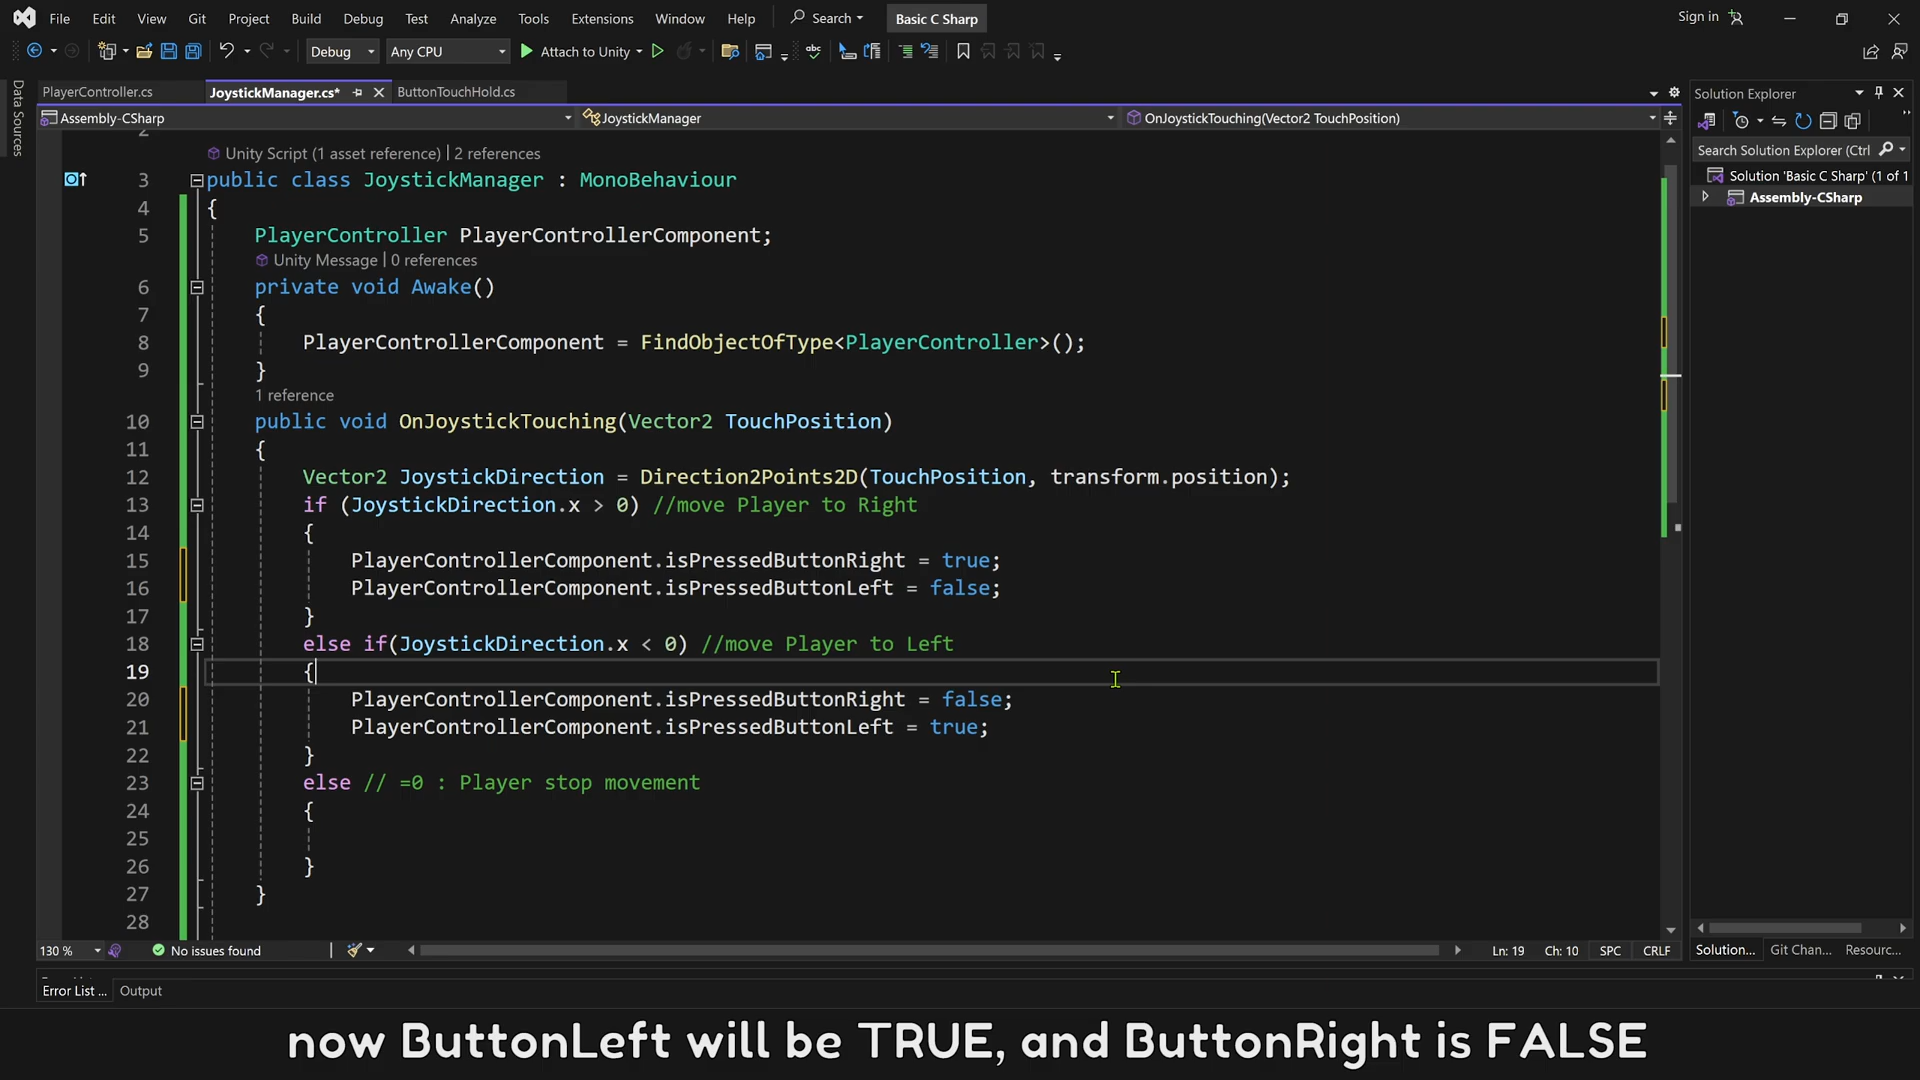 File Edit View Git Project Build Debug Test Analyze Tools Extensions Window Help Search Basic C Sharp Sign in
Debug Any CPU Attach to Unity
Data Sources
PlayerController.cs JoystickManager.cs* ButtonTouchHold.cs
Assembly-CSharp JoystickManager OnJoystickTouching(Vector2 TouchPosition)
2
Unity Script (1 asset reference) | 2 references
3 public class JoystickManager : MonoBehaviour
4 {
5 PlayerController PlayerControllerComponent;
Unity Message | 0 references
6 private void Awake()
7 {
8 PlayerControllerComponent = FindObjectOfType<PlayerController>();
9 }
1 reference
10 public void OnJoystickTouching(Vector2 TouchPosition)
11 {
12 Vector2 JoystickDirection = Direction2Points2D(TouchPosition, transform.position);
13 if (JoystickDirection.x > 0) //move Player to Right
14 {
15 PlayerControllerComponent.isPressedButtonRight = true;
16 PlayerControllerComponent.isPressedButtonLeft = false;
17 }
18 else if(JoystickDirection.x < 0) //move Player to Left
19 {
20 PlayerControllerComponent.isPressedButtonRight = false;
21 PlayerControllerComponent.isPressedButtonLeft = true;
22 }
23 else // =0 : Player stop movement
24 {
25
26 }
27 }
28
Solution Explorer
Search Solution Explorer (Ctrl
Solution 'Basic C Sharp' (1 of 1
Assembly-CSharp
Solution... Git Chan... Resourc...
130 % No issues found Ln: 19 Ch: 10 SPC CRLF
Error List ... Output
now ButtonLeft will be TRUE, and ButtonRight is FALSE